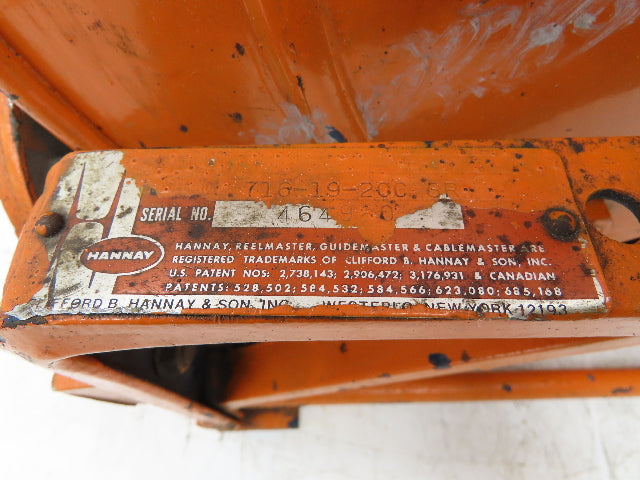 716-19-20C SR
SERIAL NO. 464
HANNAY
HANNAY, REELMASTER, GUIDEMASTER & CABLEMASTER ARE
REGISTERED TRADEMARKS OF CLIFFORD B. HANNAY & SON, INC.
U.S. PATENT NOS: 2,738,143; 2,906,472; 3,176,931 & CANADIAN
PATENTS: 528,502; 584,532; 584,566; 623,080; 685,168
FFORD B. HANNAY & SON, INC. WESTERLO, NEW YORK 12193